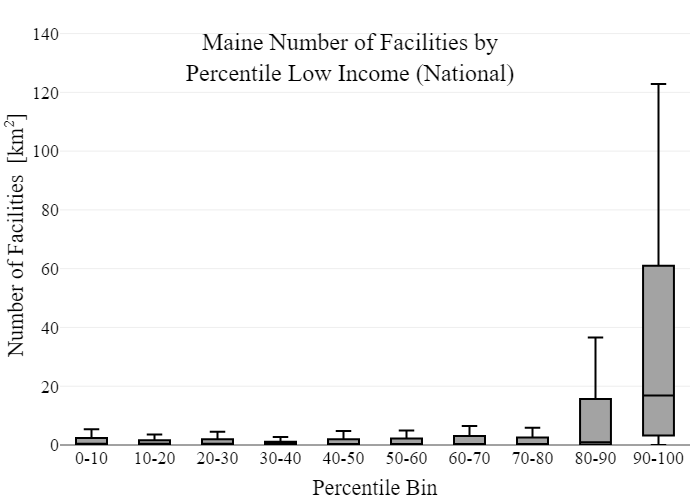 Maine Number of Facilities by
Percentile Low Income (National)
Number of Facilities [km²]
140
120
100
80
60
40
20
0
0-10 10-20 20-30 30-40 40-50 50-60 60-70 70-80 80-90 90-100
Percentile Bin